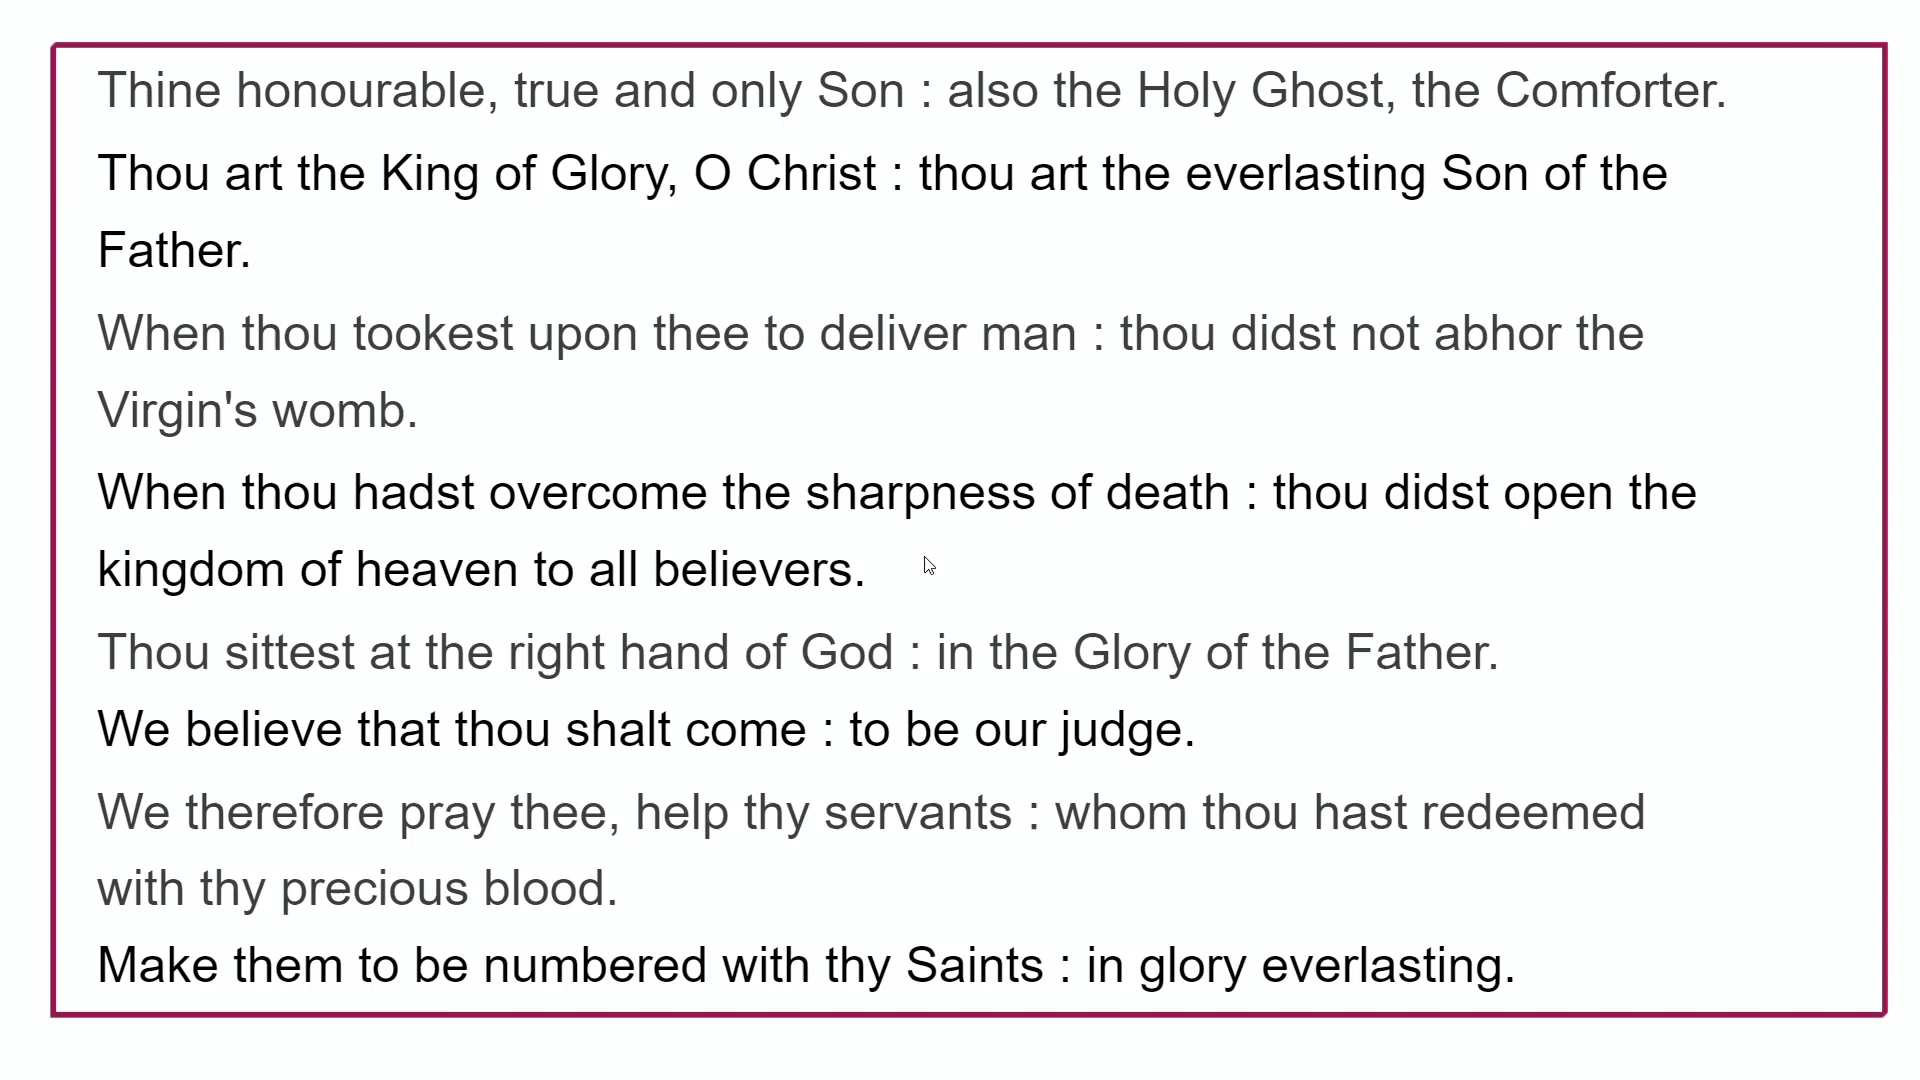 Thine honourable, true and only Son : also the Holy Ghost, the Comforter.
Thou art the King of Glory, O Christ : thou art the everlasting Son of the
Father.
When thou tookest upon thee to deliver man : thou didst not abhor the
Virgin's womb.
When thou hadst overcome the sharpness of death : thou didst open the
kingdom of heaven to all believers.
Thou sittest at the right hand of God : in the Glory of the Father.
We believe that thou shalt come : to be our judge.
We therefore pray thee, help thy servants : whom thou hast redeemed
with thy precious blood.
Make them to be numbered with thy Saints : in glory everlasting.